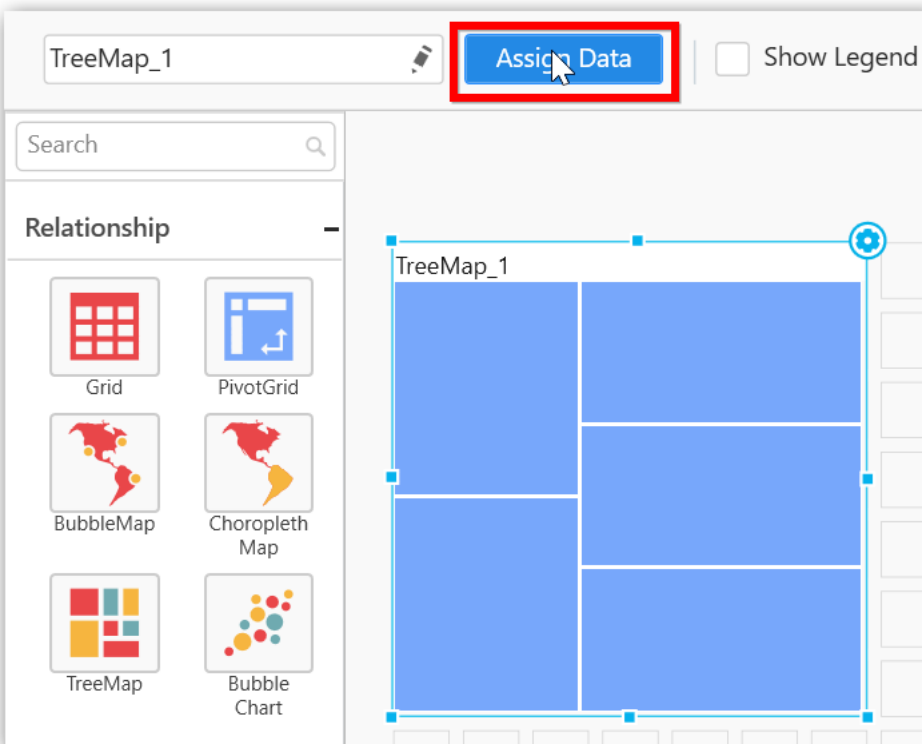 TreeMap_1
Assign Data
Show Legend
Search
Relationship
TreeMap_1
Grid
PivotGrid
BubbleMap
Choropleth
Map
TreeMap
Bubble
Chart